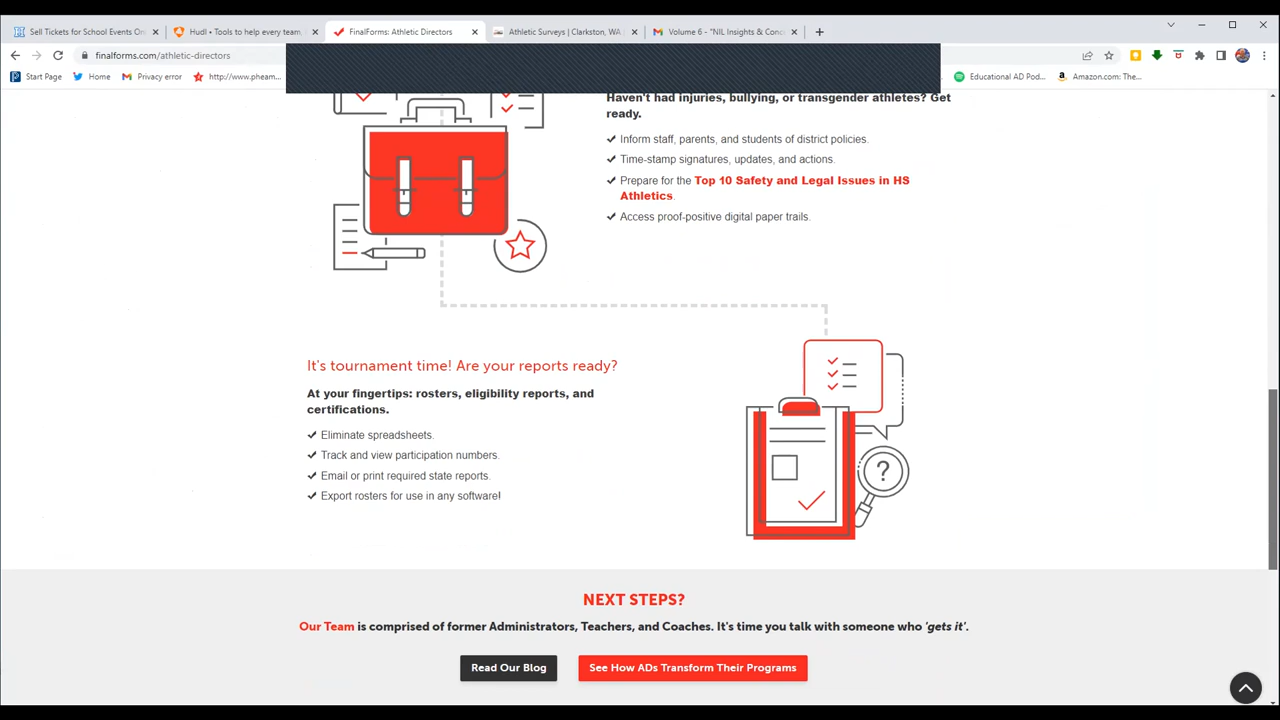 Sell Tickets for School Events On
Hudl • Tools to help every team,
FinalForms: Athletic Directors
Athletic Surveys | Clarkston, WA
Volume 6 - "NIL Insights & Conc
finalforms.com/athletic-directors
Start Page
Home
Privacy error
http://www.pheam...
Educational AD Pod...
Amazon.com: The...
Haven't had injuries, bullying, or transgender athletes? Get
ready.
Inform staff, parents, and students of district policies.
Time-stamp signatures, updates, and actions.
Prepare for the Top 10 Safety and Legal Issues in HS
Athletics.
Access proof-positive digital paper trails.
It's tournament time! Are your reports ready?
At your fingertips: rosters, eligibility reports, and
certifications.
Eliminate spreadsheets.
Track and view participation numbers.
Email or print required state reports.
Export rosters for use in any software!
?
NEXT STEPS?
Our Team is comprised of former Administrators, Teachers, and Coaches. It's time you talk with someone who 'gets it'.
Read Our Blog
See How ADs Transform Their Programs